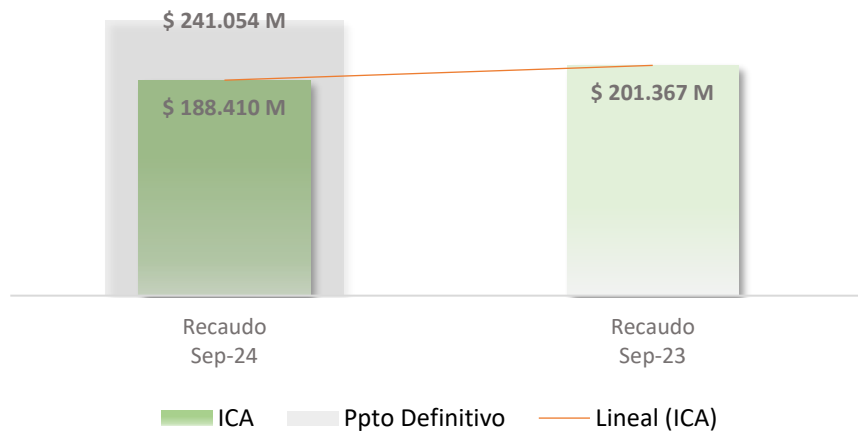 $ 241.054 M
$ 188.410 M
$ 201.367 M
Recaudo
Sep-24
Recaudo
Sep-23
ICA
Ppto Definitivo
Lineal (ICA)